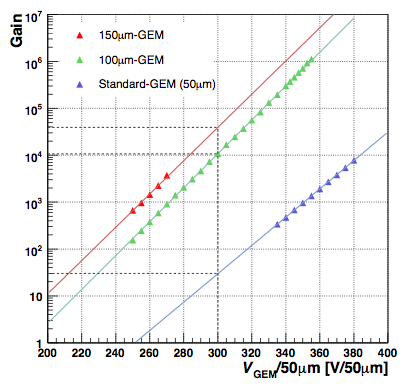 Gain
10⁷
10⁶
10⁵
10⁴
10³
10²
10
1
150μm-GEM
100μm-GEM
Standard-GEM (50μm)
200 220 240 260 280 300 320 340 360 380 400
V_GEM/50μm [V/50μm]